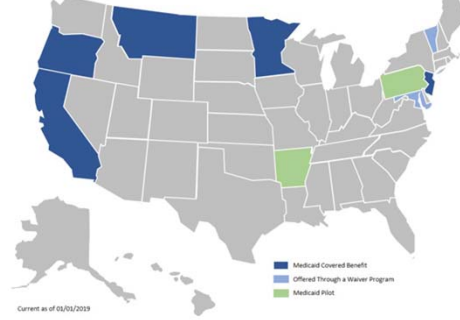 Medicaid Covered Benefit
Offered Through a Waiver Program
Medicaid Pilot
Current as of 01/01/2019